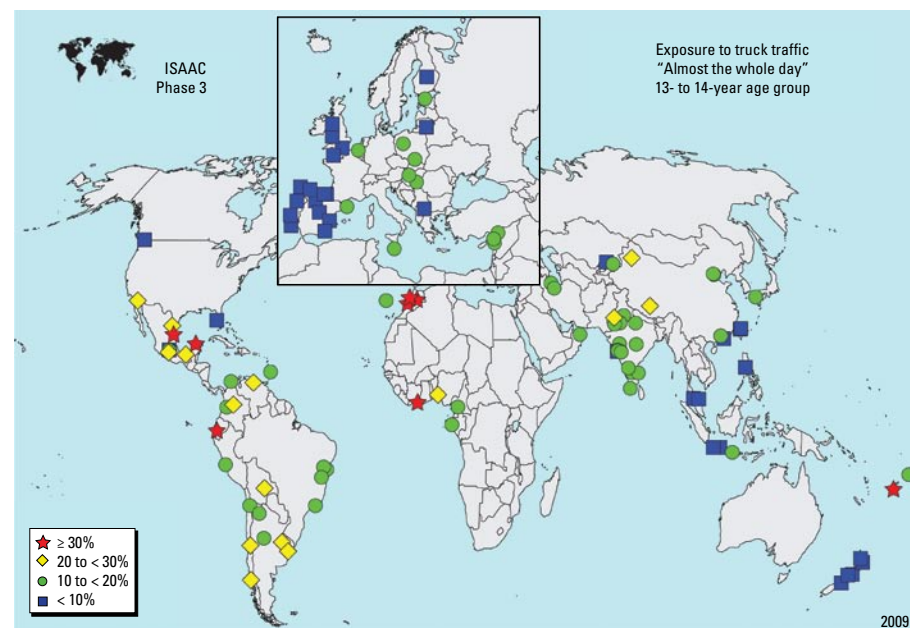 ISAAC
Phase 3
Exposure to truck traffic
“Almost the whole day”
13- to 14-year age group
≥ 30%
20 to < 30%
10 to < 20%
< 10%
2009